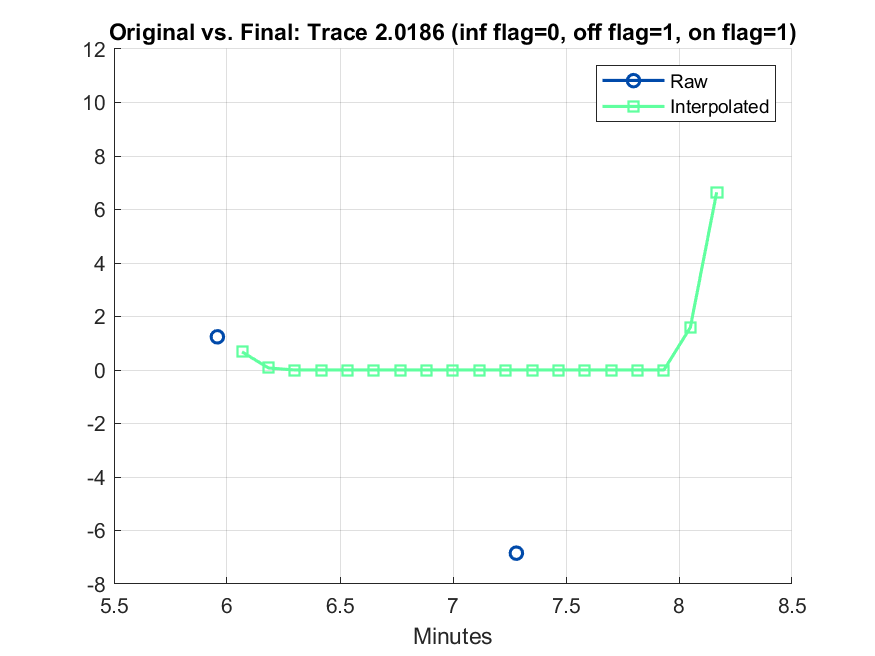 Original vs. Final: Trace 2.0186 (inf flag=0, off flag=1, on flag=1)
12
10
8
6
4
2
0
-2
-4
-6
-8
Raw
Interpolated
5.5 6 6.5 7 7.5 8 8.5
Minutes